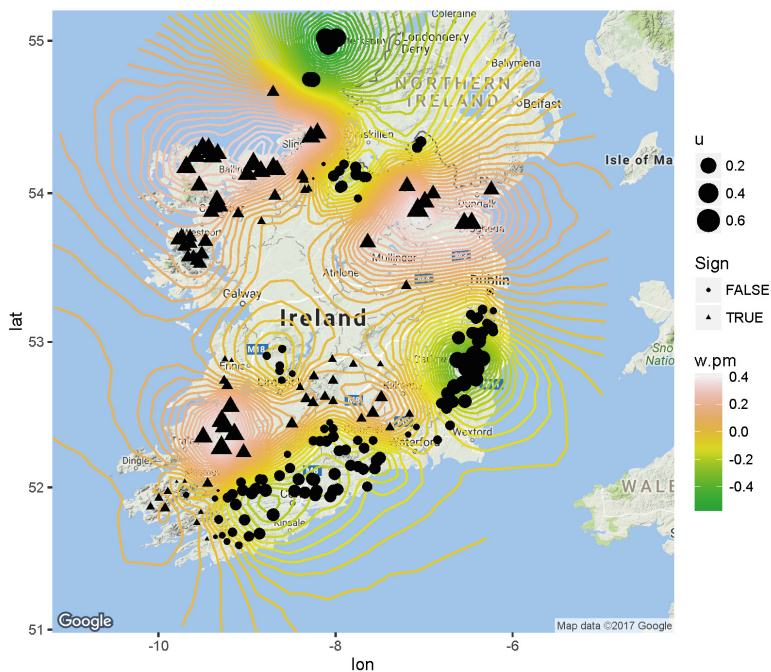 Coleraine
Londonderry
Derry
Ballymena
NORTHERN
IRELAND
Belfast
Isle of Ma
Dundalk
Mullingar
Athlone
Dublin
Galway
Ireland
M18
Ennis
M8
Waterford
Wexford
Dingle
Kinsale
WALE
Sno
Natio
Google
Map data ©2017 Google
55
54
53
52
51
lat
-10
-8
-6
lon
u
0.2
0.4
0.6
Sign
FALSE
TRUE
w.pm
0.4
0.2
0.0
-0.2
-0.4